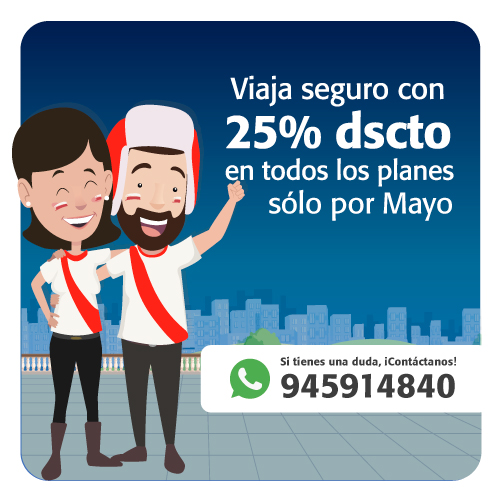 Viaja seguro con
25% dscto
en todos los planes
sólo por Mayo
Si tienes una duda, ¡Contáctanos!
945914840